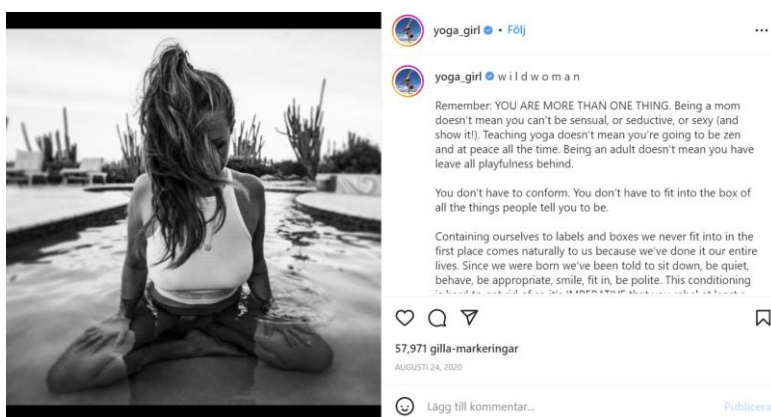 yoga_girl • Följ
yoga_girl w i l d w o m a n
Remember: YOU ARE MORE THAN ONE THING. Being a mom
doesn't mean you can't be sensual, or seductive, or sexy (and
show it!). Teaching yoga doesn't mean you're going to be zen
and at peace all the time. Being an adult doesn't mean you have
leave all playfulness behind.
You don't have to conform. You don't have to fit into the box of
all the things people tell you to be.
Containing ourselves to labels and boxes we never fit into in the
first place comes naturally to us because we've done it our entire
lives. Since we were born we've been told to sit down, be quiet,
behave, be appropriate, smile, fit in, be polite. This conditioning
57,971 gilla-markeringar
AUGUSTI 24, 2020
Lägg till kommentar... Publicera